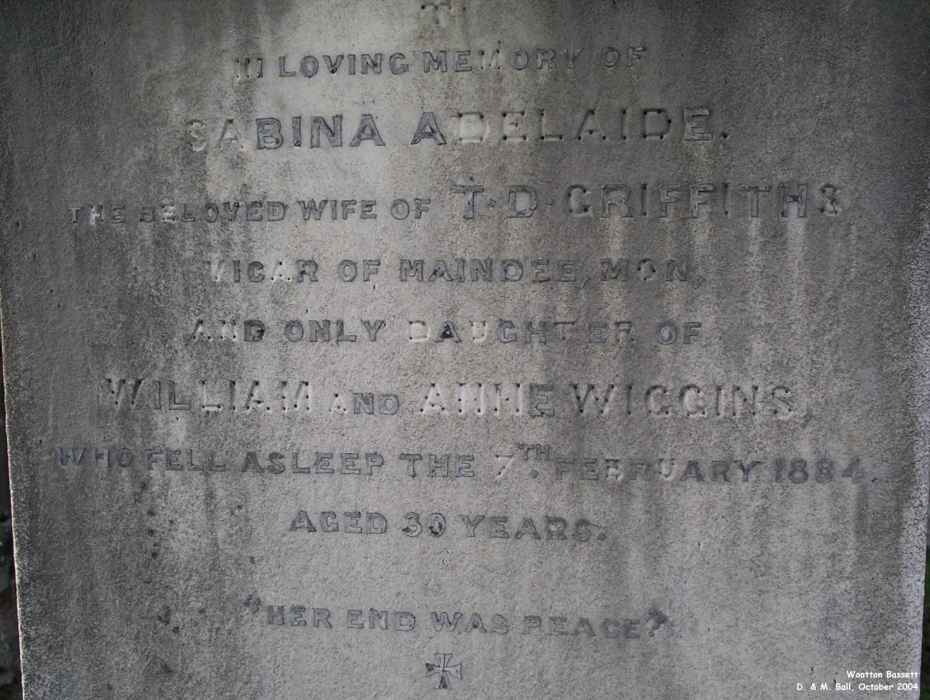 IN LOVING MEMORY OF
SABINA ADELAIDE.
THE BELOVED WIFE OF T. D. GRIFFITHS
VICAR OF MAINDEE, MON,
AND ONLY DAUGHTER OF
WILLIAM AND ANNE WIGGINS,
WHO FELL ASLEEP THE 7TH. FEBRUARY 1884.
AGED 30 YEARS.
"HER END WAS PEACE."
Wootton Bassett
D. & M. Ball, October 2004